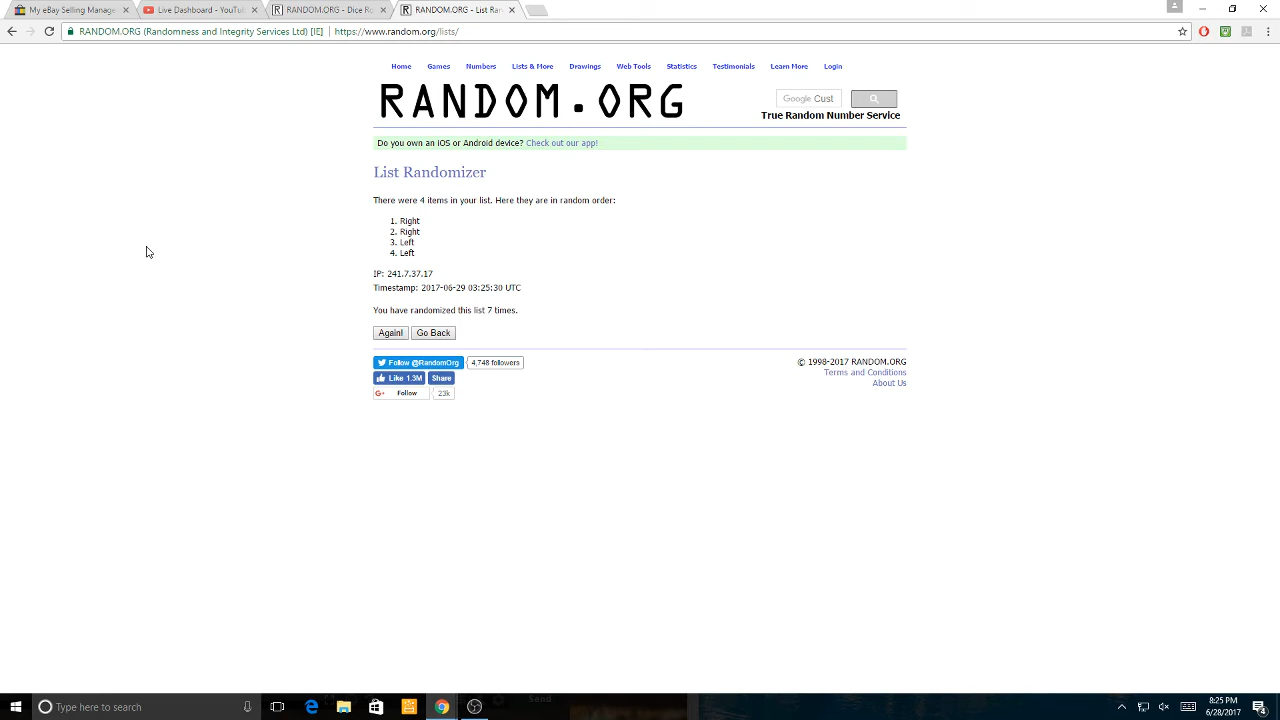 My eBay Selling Manage
Live Dashboard - YouTu
RANDOM.ORG - Dice Ro
RANDOM.ORG - List Ran
RANDOM.ORG (Randomness and Integrity Services Ltd) [IE]
https://www.random.org/lists/
Home Games Numbers Lists & More Drawings Web Tools Statistics Testimonials Learn More Login
RANDOM.ORG
Google Cust
True Random Number Service
Do you own an iOS or Android device? Check out our app!
List Randomizer
There were 4 items in your list. Here they are in random order:
1. Right
2. Right
3. Left
4. Left
IP: 241.7.37.17
Timestamp: 2017-06-29 03:25:30 UTC
You have randomized this list 7 times.
Again! Go Back
Follow @RandomOrg 4,748 followers
© 1998-2017 RANDOM.ORG
Like 1.3M Share
Terms and Conditions
About Us
G+ Follow 23k
Send
Type here to search
8:25 PM
6/28/2017